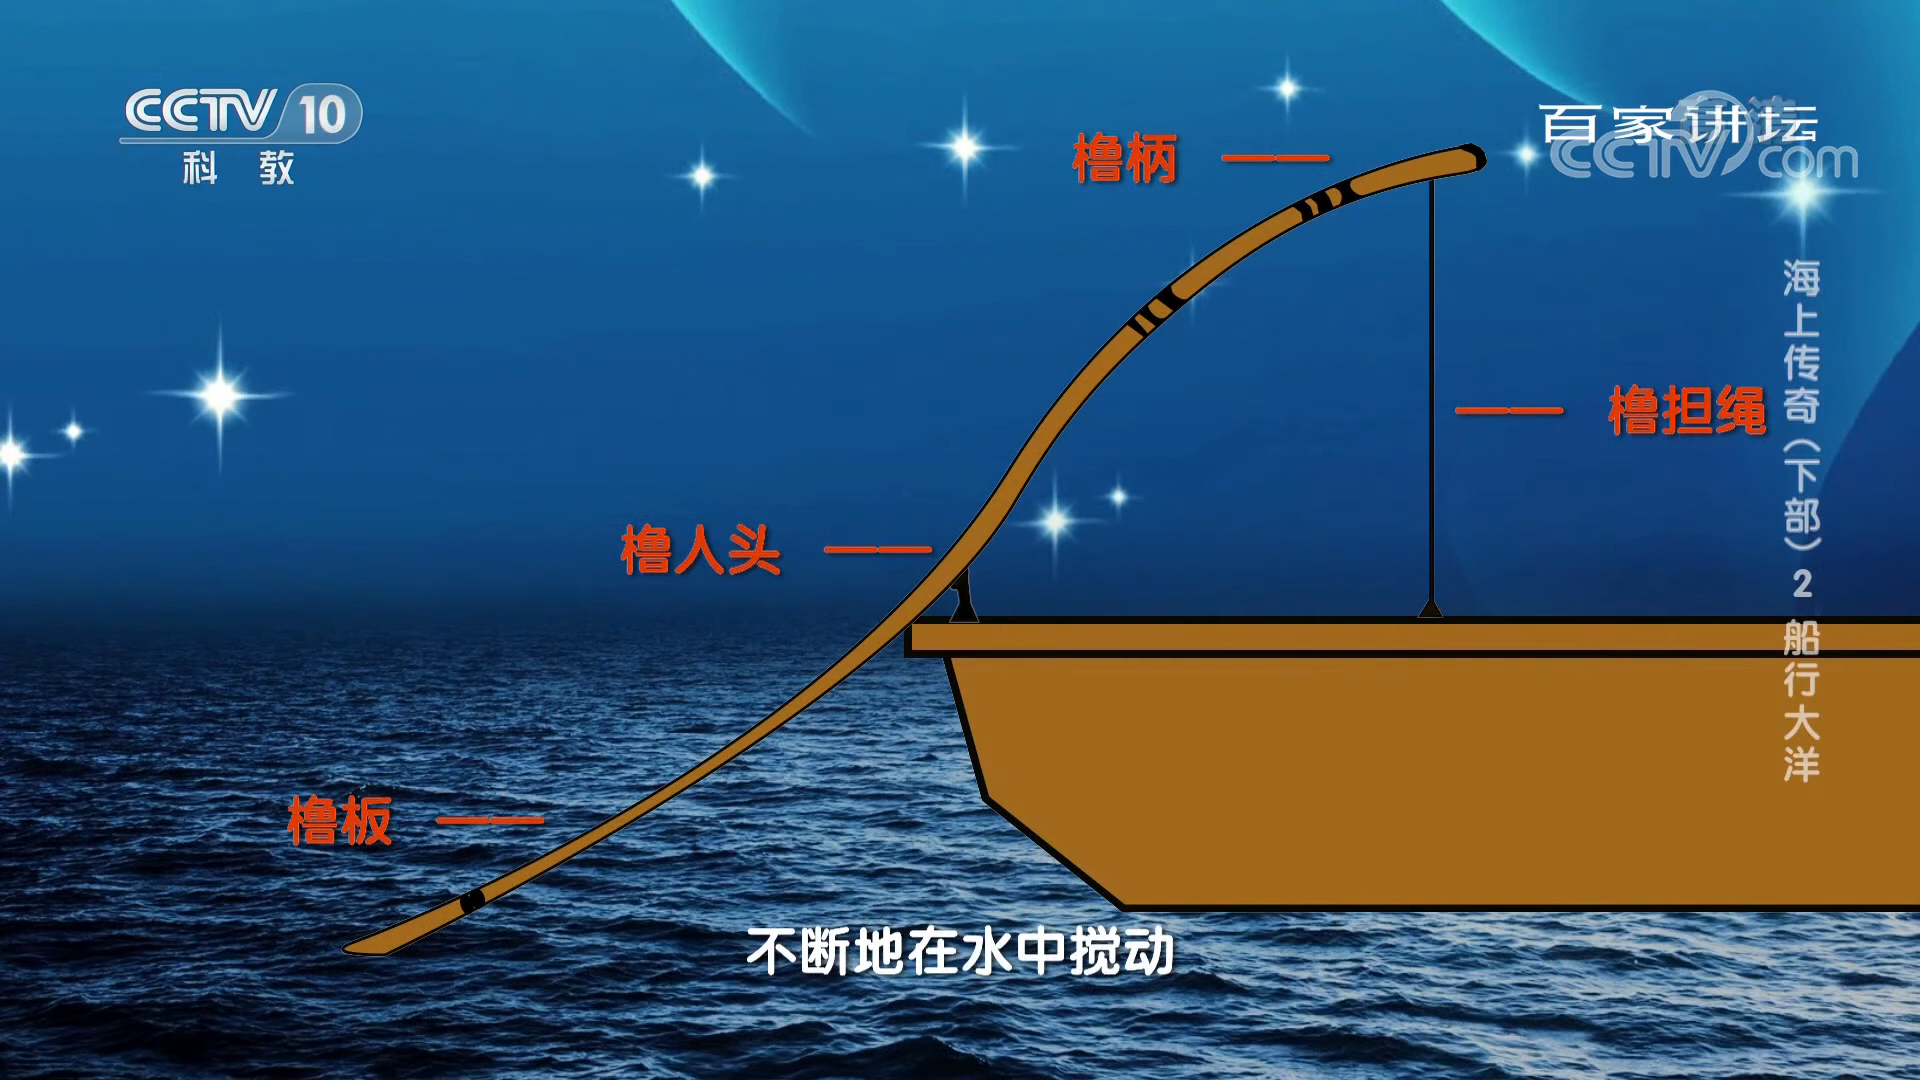 CCTV 10
科 教
百家讲坛
CCTV.com
橹柄
橹担绳
橹人头
橹板
海上传奇（下部）2 船行大洋
不断地在水中搅动